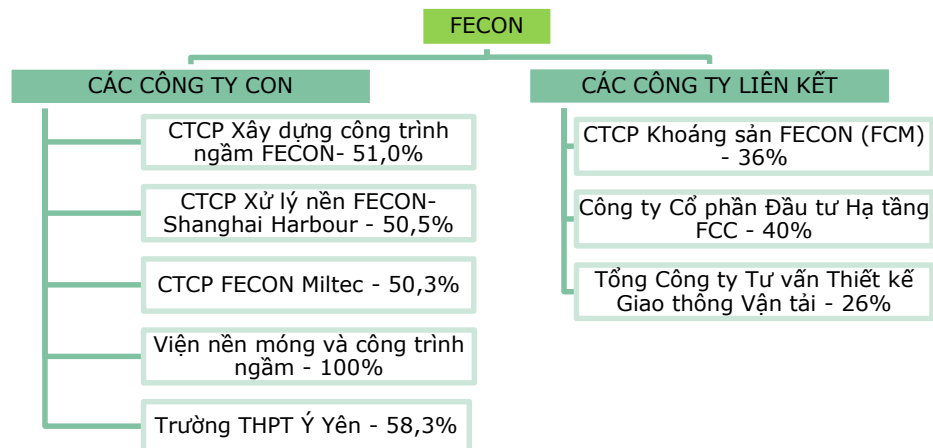 FECON
CÁC CÔNG TY CON
CTCP Xây dựng công trình
ngầm FECON- 51,0%
CTCP Xử lý nền FECON-
Shanghai Harbour - 50,5%
CTCP FECON Miltec - 50,3%
Viện nền móng và công trình
ngầm - 100%
Trường THPT Ý Yên - 58,3%
CÁC CÔNG TY LIÊN KẾT
CTCP Khoáng sản FECON (FCM)
- 36%
Công ty Cổ phần Đầu tư Hạ tầng
FCC - 40%
Tổng Công ty Tư vấn Thiết kế
Giao thông Vận tải - 26%